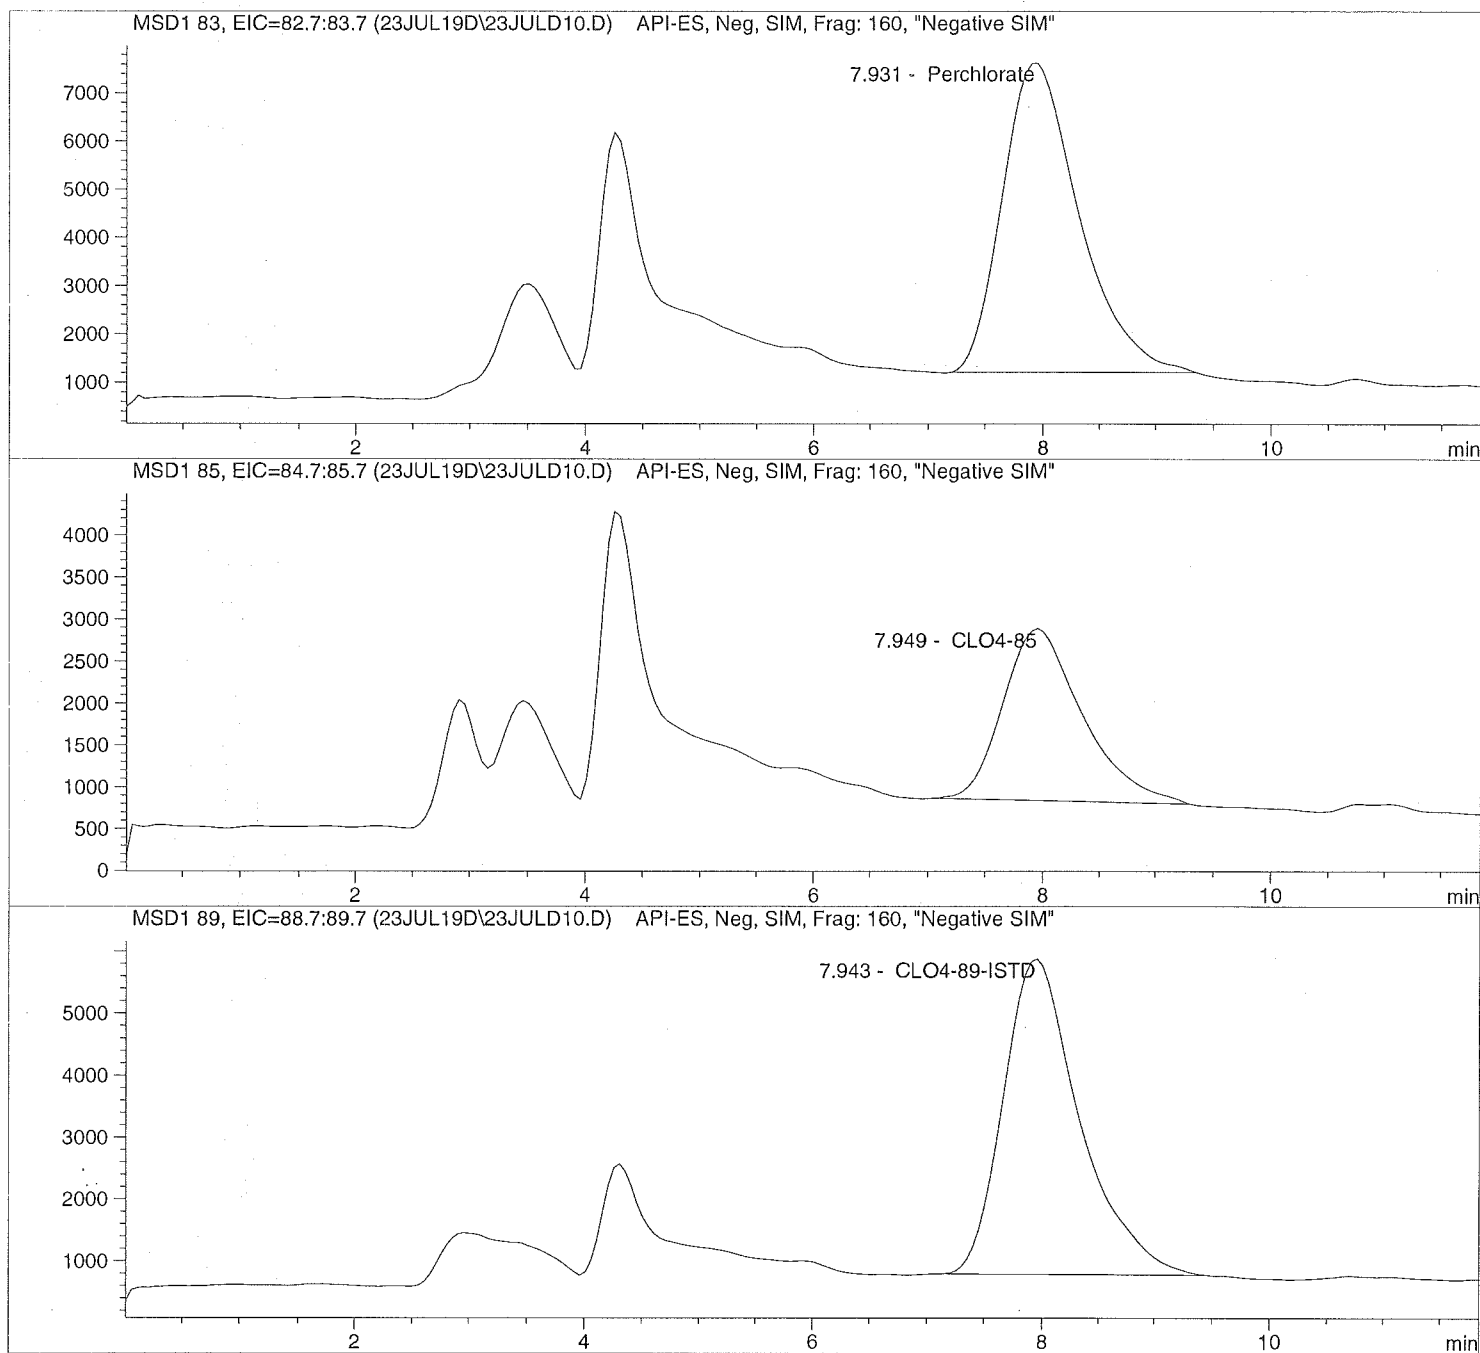 MSD1 83, EIC=82.7:83.7 (23JUL19D\23JULD10.D) API-ES, Neg, SIM, Frag: 160, "Negative SIM"
7.931 - Perchlorate
7000
6000
5000
4000
3000
2000
1000
2 4 6 8 10 min
MSD1 85, EIC=84.7:85.7 (23JUL19D\23JULD10.D) API-ES, Neg, SIM, Frag: 160, "Negative SIM"
4000
3500
3000
7.949 - CLO4-85
2500
2000
1500
1000
500
0
2 4 6 8 10 min
MSD1 89, EIC=88.7:89.7 (23JUL19D\23JULD10.D) API-ES, Neg, SIM, Frag: 160, "Negative SIM"
7.943 - CLO4-89-ISTD
5000
4000
3000
2000
1000
2 4 6 8 10 min